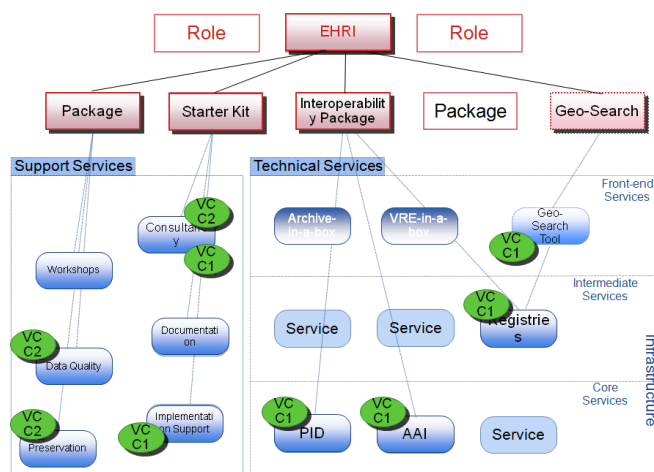 Role
EHRI
Role
Package
Starter Kit
Interoperabilit
y Package
Package
Geo-Search
Support Services
Technical Services
Front-end
Services
VC
C2
Consultanc
y
VC
C1
Archive-
in-a-box
VRE-in-a-
box
Geo-
Search
Tool
VC
C1
Workshops
Intermediate
Services
VC
C1
Registrie
s
Documentati
on
Service
Service
VC
C2
Data Quality
Infrastructure
Core
Services
VC
C2
Preservation
Implementati
on Support
VC
C1
VC
C1
PID
VC
C1
AAI
Service